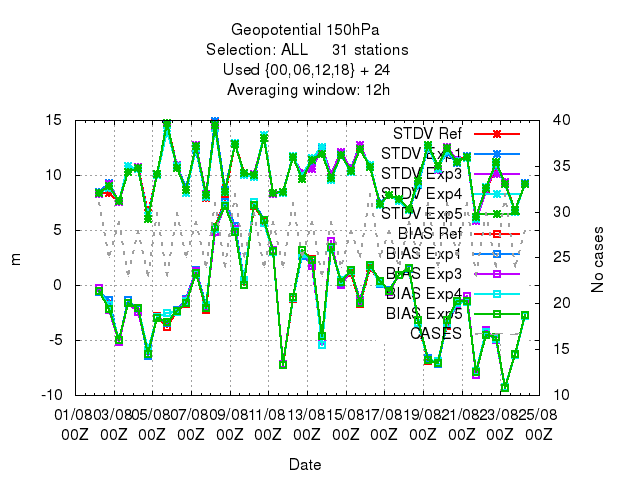 Geopotential 150hPa
Selection: ALL 31 stations
Used {00,06,12,18} + 24
Averaging window: 12h
15 40
10 35
5 30
0 25
-5 20
-10 15
10
m
No cases
STDV Ref
STDV Exp1
STDV Exp3
STDV Exp4
STDV Exp5
BIAS Ref
BIAS Exp1
BIAS Exp3
BIAS Exp4
BIAS Exp5
CASES
01/08 03/08 05/08 07/08 09/08 11/08 13/08 15/08 17/08 19/08 21/08 23/08 25/08
00Z 00Z 00Z 00Z 00Z 00Z 00Z 00Z 00Z 00Z 00Z 00Z 00Z
Date